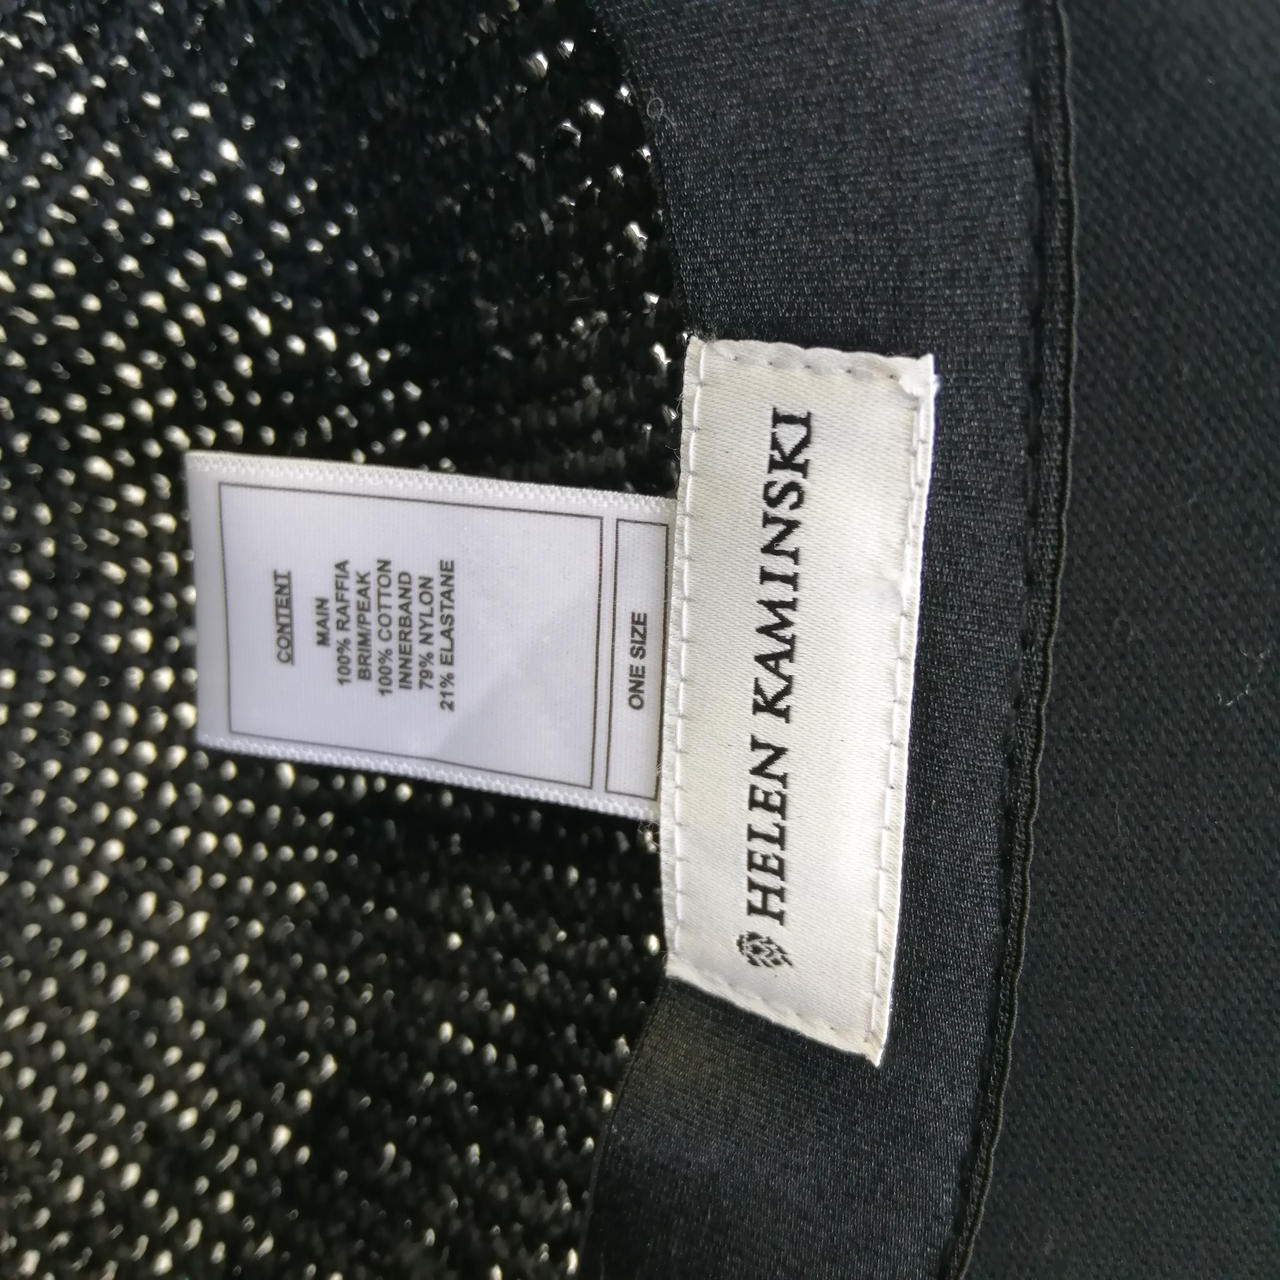 HELEN KAMINSKI
ONE SIZE
CONTENT
MAIN
100% RAFFIA
BRIM/PEAK
100% COTTON
INNERBAND
79% NYLON
21% ELASTANE